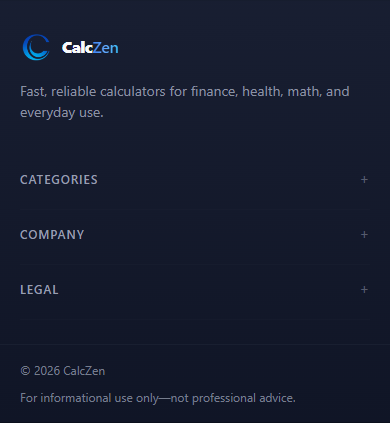 CalcZen
Fast, reliable calculators for finance, health, math, and
everyday use.
CATEGORIES +
COMPANY +
LEGAL +
© 2026 CalcZen
For informational use only—not professional advice.